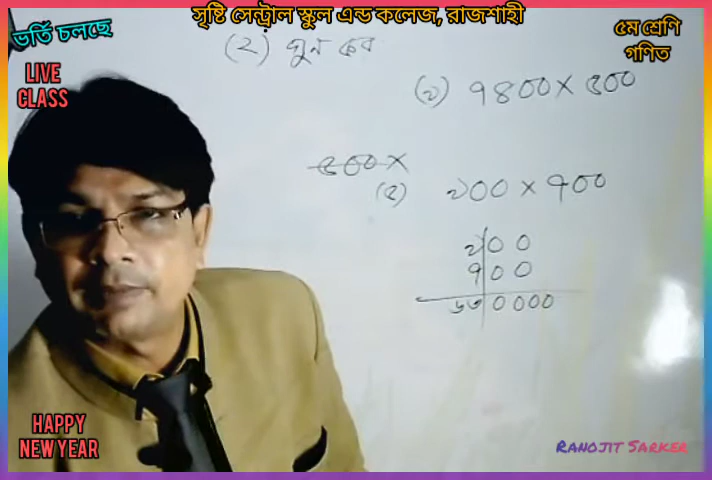 সৃষ্টি সেন্ট্রাল স্কুল এন্ড কলেজ, রাজশাহী
ভর্তি চলছে
৫ম শ্রেণি
গণিত
LIVE
CLASS
(২) গুণ কর
৭৪০০ × ৫০০
৫০০ ×
৯০০ × ৭০০
৯০০
৭০০
৬৩০০০০
HAPPY
NEW YEAR
RANOJIT SARKER